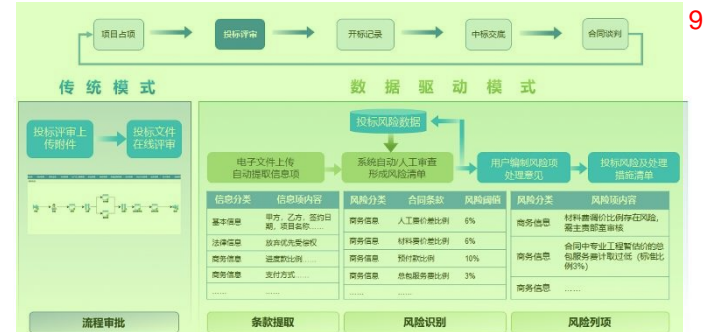 9
项目占项
投标评审
开标记录
中标交底
合同谈判
传统模式
数据驱动模式
投标评审上
传附件
投标文件
在线评审
投标风险数据
电子文件上传
自动提取信息项
系统自动/人工审查
形成风险清单
用户编制风险项
处理意见
投标风险及处理
措施清单
信息分类 信息项内容
基本信息 甲方，乙方，签约日
期，项目名称……
法律信息 放弃优先受偿权
商务信息 进度款比例……
商务信息 支付方式……
…… ……
风险分类 合同条款 风险阈值
商务信息 人工费价差比例 6%
商务信息 材料费价差比例 6%
商务信息 预付款比例 10%
商务信息 总包服务费比例 3%
…… ……
风险分类 风险项内容
商务信息 材料费调价比例存在风险，
需主责部室审核
商务信息 合同中专业工程暂估价的总
包服务费计取过低（标准比
例3%）
商务信息 ……
流程审批
条款提取
风险识别
风险列项